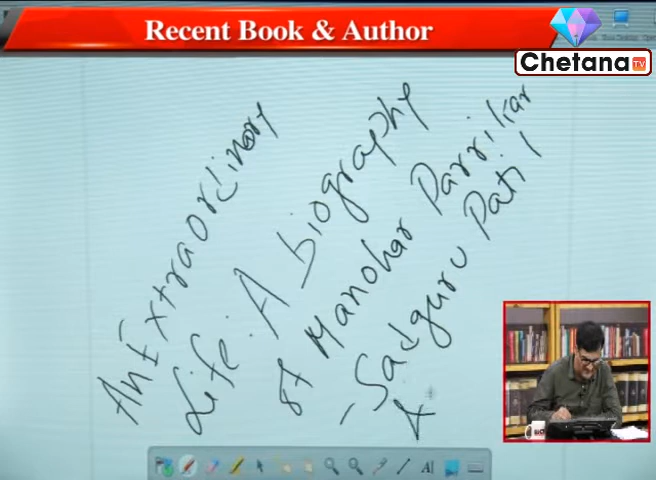 Recent Book & Author
Chetana TV
An Extraordinary
Life: A biography
of Manohar Parrikar
- Sadguru Patil
&